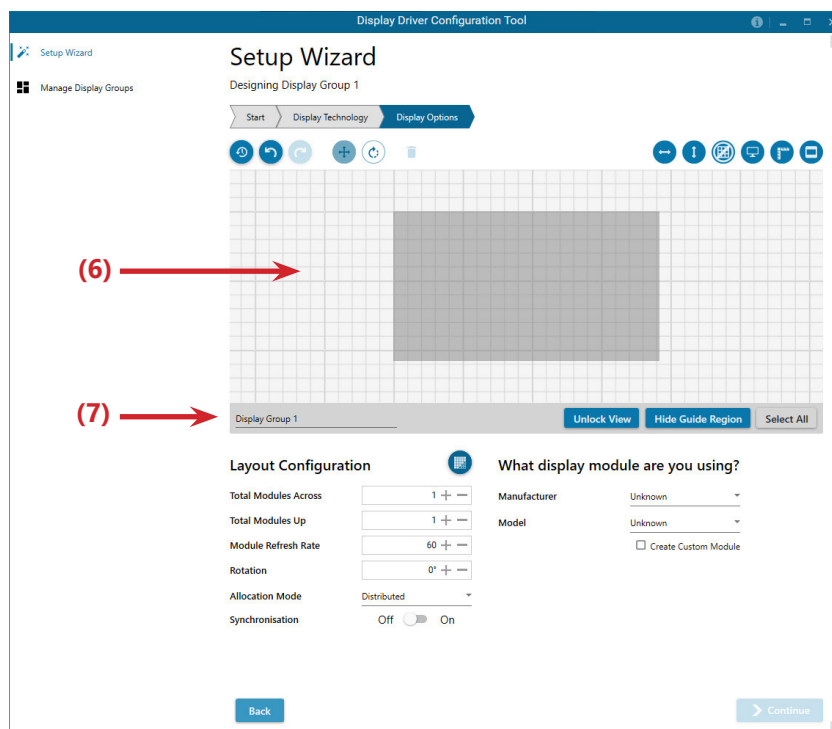 Display Driver Configuration Tool
Setup Wizard
Manage Display Groups
Setup Wizard
Designing Display Group 1
Start Display Technology Display Options
(6)
(7)
Display Group 1 Unlock View Hide Guide Region Select All
Layout Configuration
Total Modules Across 1
Total Modules Up 1
Module Refresh Rate 60
Rotation 0°
Allocation Mode Distributed
Synchronisation Off On
What display module are you using?
Manufacturer Unknown
Model Unknown
Create Custom Module
Back Continue